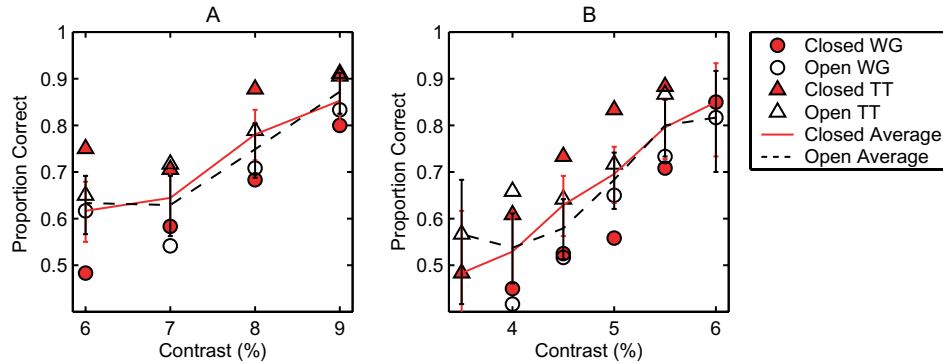 A
B
Proportion Correct
1
0.9
0.8
0.7
0.6
0.5
6
7
8
9
Contrast (%)
Proportion Correct
1
0.9
0.8
0.7
0.6
0.5
4
5
6
Contrast (%)
Closed WG
Open WG
Closed TT
Open TT
Closed Average
Open Average